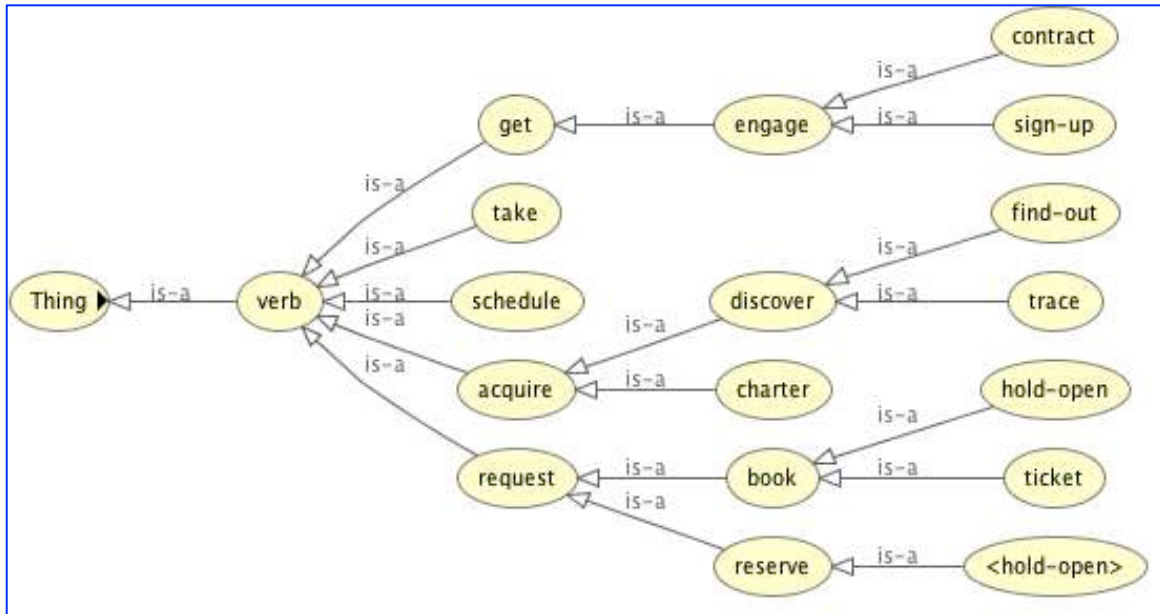 contract
is-a
get
is-a
engage
is-a
sign-up
is-a
take
find-out
is-a
is-a
Thing
is-a
verb
is-a
schedule
discover
is-a
trace
is-a
is-a
is-a
acquire
is-a
charter
hold-open
is-a
request
is-a
book
is-a
ticket
is-a
reserve
is-a
<hold-open>